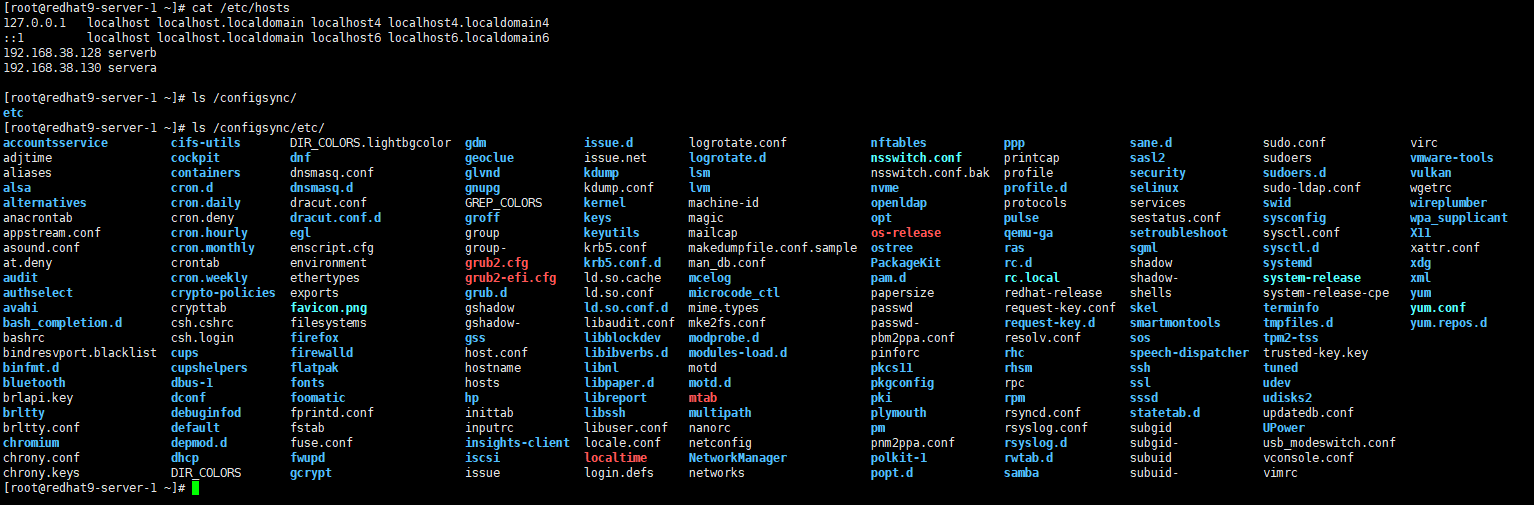 [root@redhat9-server-1 ~]# cat /etc/hosts
127.0.0.1   localhost localhost.localdomain localhost4 localhost4.localdomain4
::1         localhost localhost.localdomain localhost6 localhost6.localdomain6
192.168.38.128 serverb
192.168.38.130 servera
[root@redhat9-server-1 ~]# ls /configsync/
etc
[root@redhat9-server-1 ~]# ls /configsync/etc/
accountsservice cifs-utils DIR_COLORS.lightbgcolor gdm issue.d logrotate.conf nftables ppp sane.d sudo.conf virc
adjtime cockpit dnf geoclue issue.net logrotate.d nsswitch.conf printcap sasl2 sudoers vmware-tools
aliases containers dnsmasq.conf glvnd kdump lsm nsswitch.conf.bak profile security sudoers.d vulkan
alsa cron.d dnsmasq.d gnupg kdump.conf lvm nvme profile.d selinux sudo-ldap.conf wgetrc
alternatives cron.daily dracut.conf GREP_COLORS kernel machine-id openldap protocols services swid wireplumber
anacrontab cron.deny dracut.conf.d groff keys magic opt pulse sestatus.conf sysconfig wpa_supplicant
appstream.conf cron.hourly egl group keyutils mailcap os-release qemu-ga setroubleshoot sysctl.conf X11
asound.conf cron.monthly enscript.cfg group- krb5.conf makedumpfile.conf.sample ostree ras sgml sysctl.d xattr.conf
at.deny crontab environment grub2.cfg krb5.conf.d man_db.conf PackageKit rc.d shadow systemd xdg
audit cron.weekly ethertypes grub2-efi.cfg ld.so.cache mcelog pam.d rc.local shadow- system-release xml
authselect crypto-policies exports grub.d ld.so.conf microcode_ctl papersize redhat-release shells system-release-cpe yum
avahi crypttab favicon.png gshadow ld.so.conf.d mime.types passwd request-key.conf skel terminfo yum.conf
bash_completion.d csh.cshrc filesystems gshadow- libaudit.conf mke2fs.conf passwd- request-key.d smartmontools tmpfiles.d yum.repos.d
bashrc csh.login firefox gss libblockdev modprobe.d pbm2ppa.conf resolv.conf sos tpm2-tss
bindresvport.blacklist cups firewalld host.conf libibverbs.d modules-load.d pinforc rhc speech-dispatcher trusted-key.key
binfmt.d cupshelpers flatpak hostname libnl motd pkcs11 rhsm ssh tuned
bluetooth dbus-1 fonts hosts libpaper.d motd.d pkgconfig rpc ssl udev
brlapi.key dconf foomatic hp libreport mtab pki rpm sssd udisks2
brltty debuginfod fprintd.conf inittab libssh multipath plymouth rsyncd.conf statetab.d updatedb.conf
brltty.conf default fstab inputrc libuser.conf nanorc pm rsyslog.conf subgid UPower
chromium depmod.d fuse.conf insights-client locale.conf netconfig pnm2ppa.conf rsyslog.d subgid- usb_modeswitch.conf
chrony.conf dhcp fwupd iscsi localtime NetworkManager polkit-1 rwtab.d subuid vconsole.conf
chrony.keys DIR_COLORS gcrypt issue login.defs networks popt.d samba subuid- vimrc
[root@redhat9-server-1 ~]#